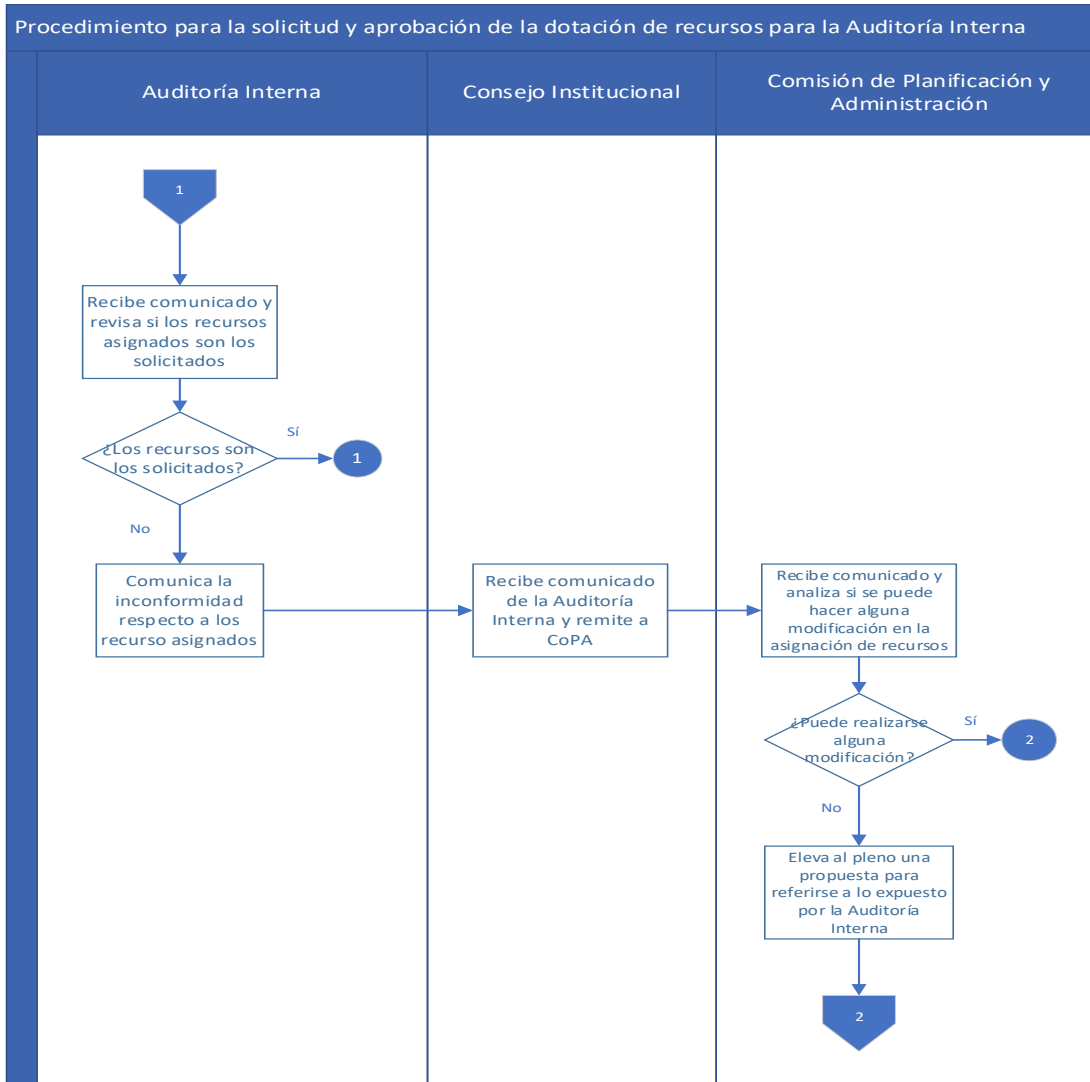 Procedimiento para la solicitud y aprobación de la dotación de recursos para la Auditoría Interna
Auditoría Interna
Consejo Institucional
Comisión de Planificación y
Administración
1
Recibe comunicado y
revisa si los recursos
asignados son los
solicitados
¿Los recursos son
los solicitados?
Sí
1
No
Comunica la
inconformidad
respecto a los
recurso asignados
Recibe comunicado
de la Auditoría
Interna y remite a
CoPA
Recibe comunicado y
analiza si se puede
hacer alguna
modificación en la
asignación de recursos
¿Puede realizarse
alguna
modificación?
Sí
2
No
Eleva al pleno una
propuesta para
referirse a lo expuesto
por la Auditoría
Interna
2